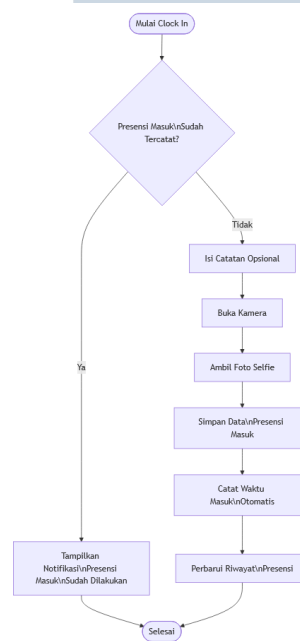 Mulai Clock In
Presensi Masuk\nSudah
Tercatat?
Tidak
Isi Catatan Opsional
Buka Kamera
Ambil Foto Selfie
Simpan Data\nPresensi
Masuk
Ya
Catat Waktu
Masuk\nOtomatis
Tampilkan
Notifikasi\nPresensi
Masuk\nSudah Dilakukan
Perbarui Riwayat\nPresensi
Selesai